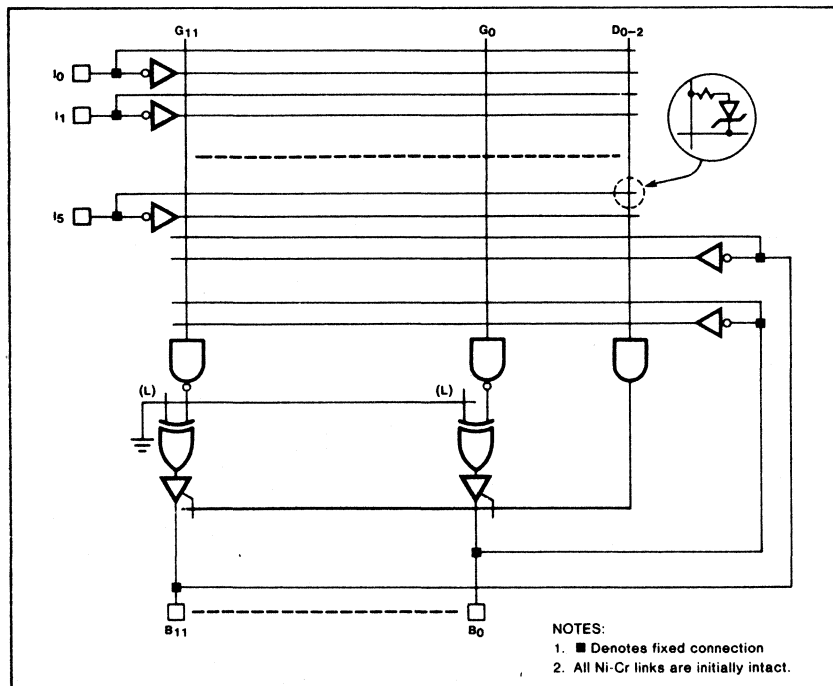 G11 G0 D0–2
I0
I1
I5
(L) (L)
B11 B0
NOTES:
1. ■ Denotes fixed connection
2. All Ni-Cr links are initially intact.